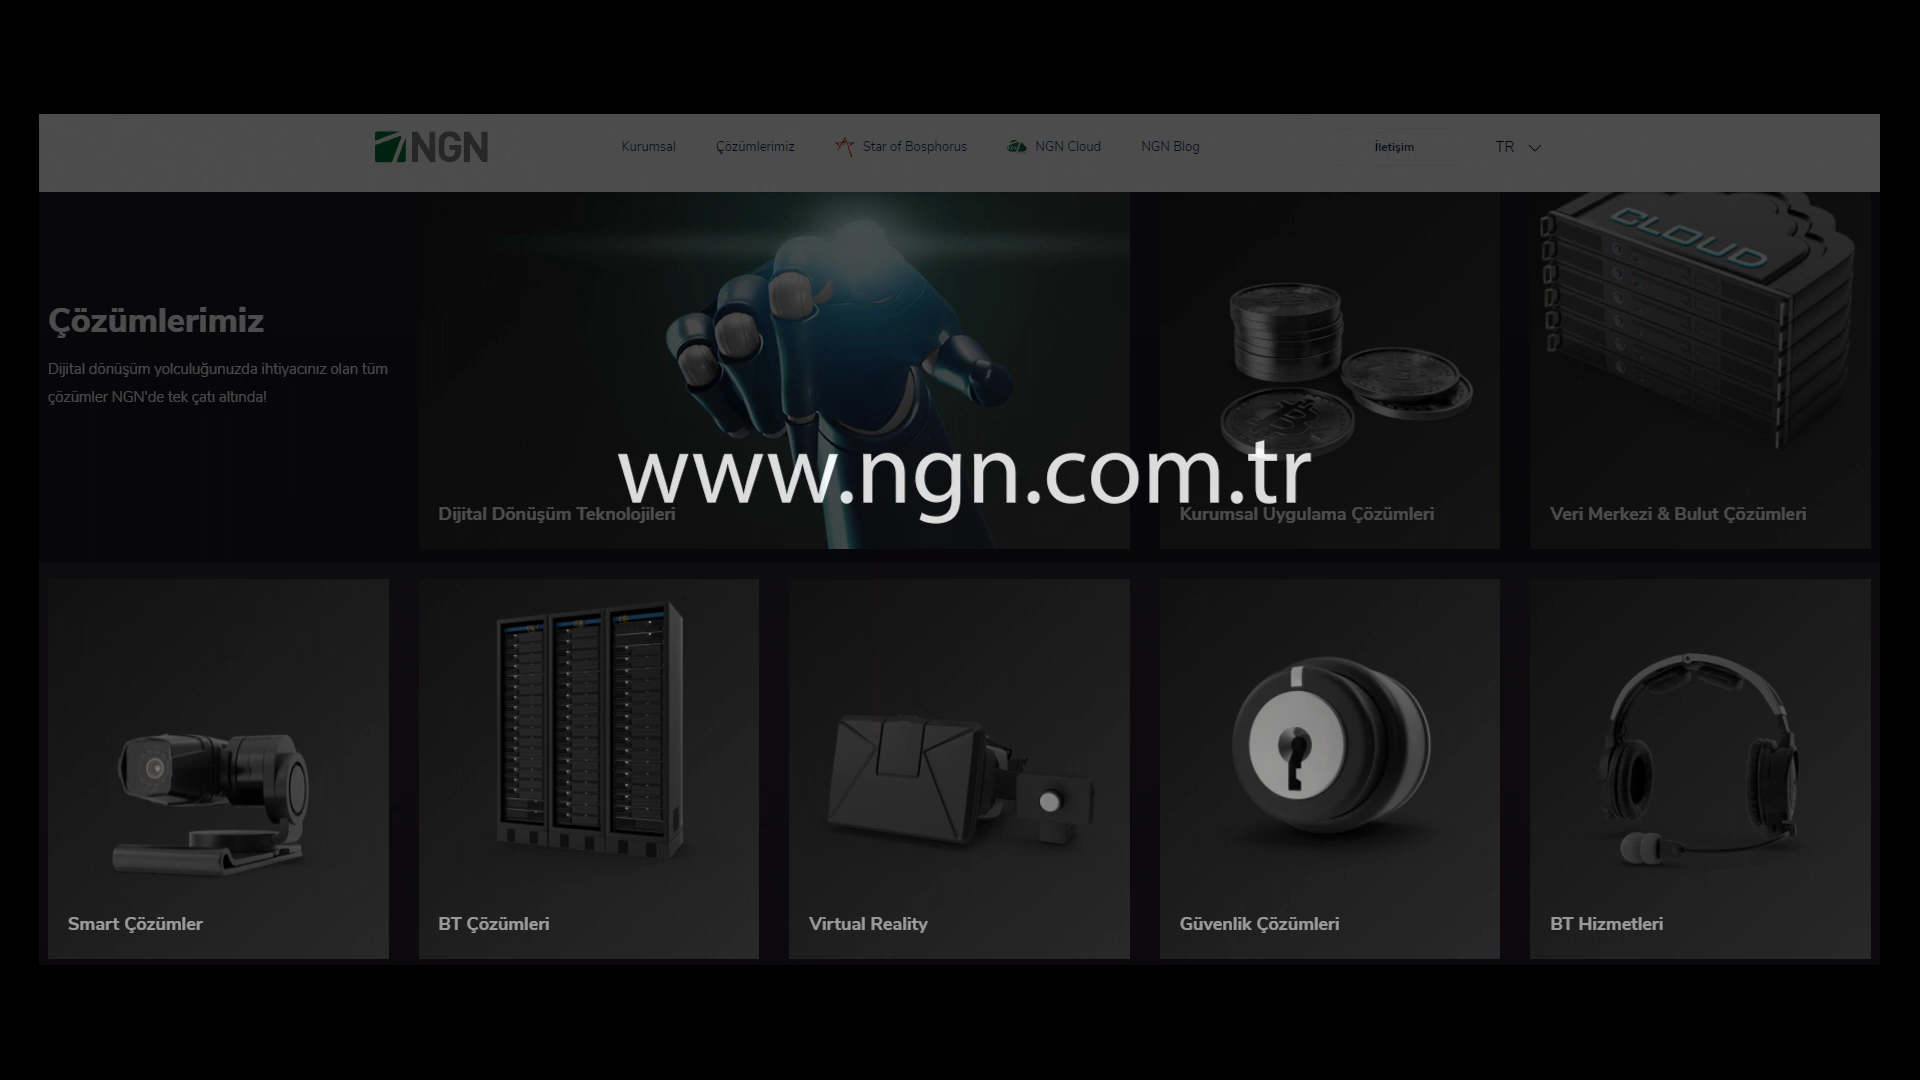 NGN
Kurumsal
Çözümlerimiz
Star of Bosphorus
NGN Cloud
NGN Blog
İletişim
TR
CLOUD
Çözümlerimiz
Dijital dönüşüm yolculuğunuzda ihtiyacınız olan tüm
çözümler NGN'de tek çatı altında!
www.ngn.com.tr
Dijital Dönüşüm Teknolojileri
Kurumsal Uygulama Çözümleri
Veri Merkezi & Bulut Çözümleri
Smart Çözümler
BT Çözümleri
Virtual Reality
Güvenlik Çözümleri
BT Hizmetleri